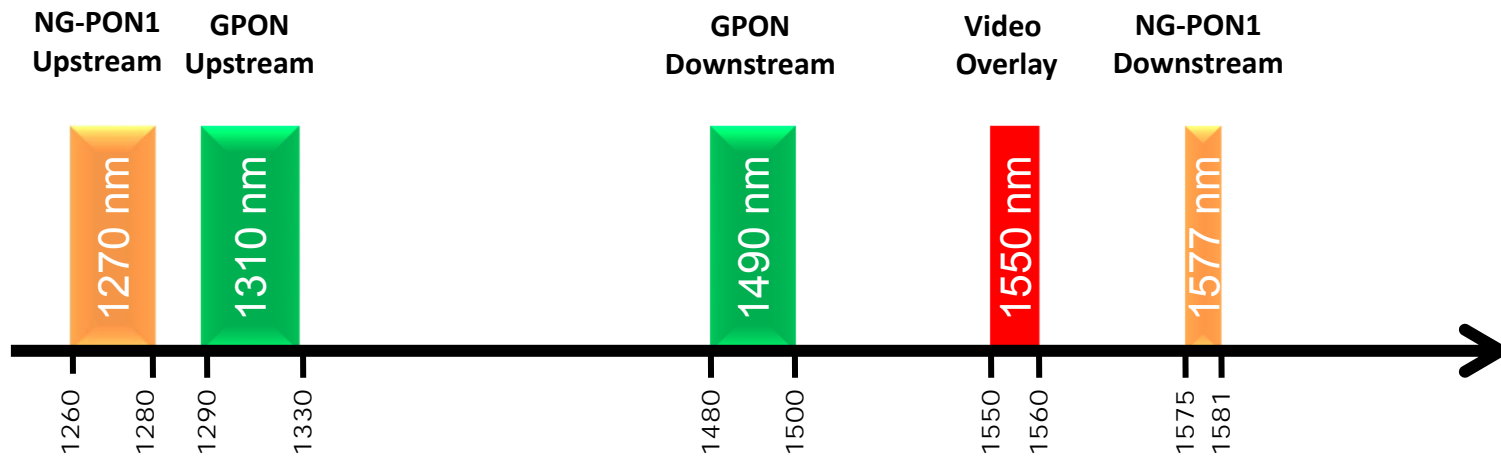 NG-PON1
Upstream
GPON
Upstream
GPON
Downstream
Video
Overlay
NG-PON1
Downstream
1270 nm
1310 nm
1490 nm
1550 nm
1577 nm
1260
1280
1290
1330
1480
1500
1550
1560
1575
1581